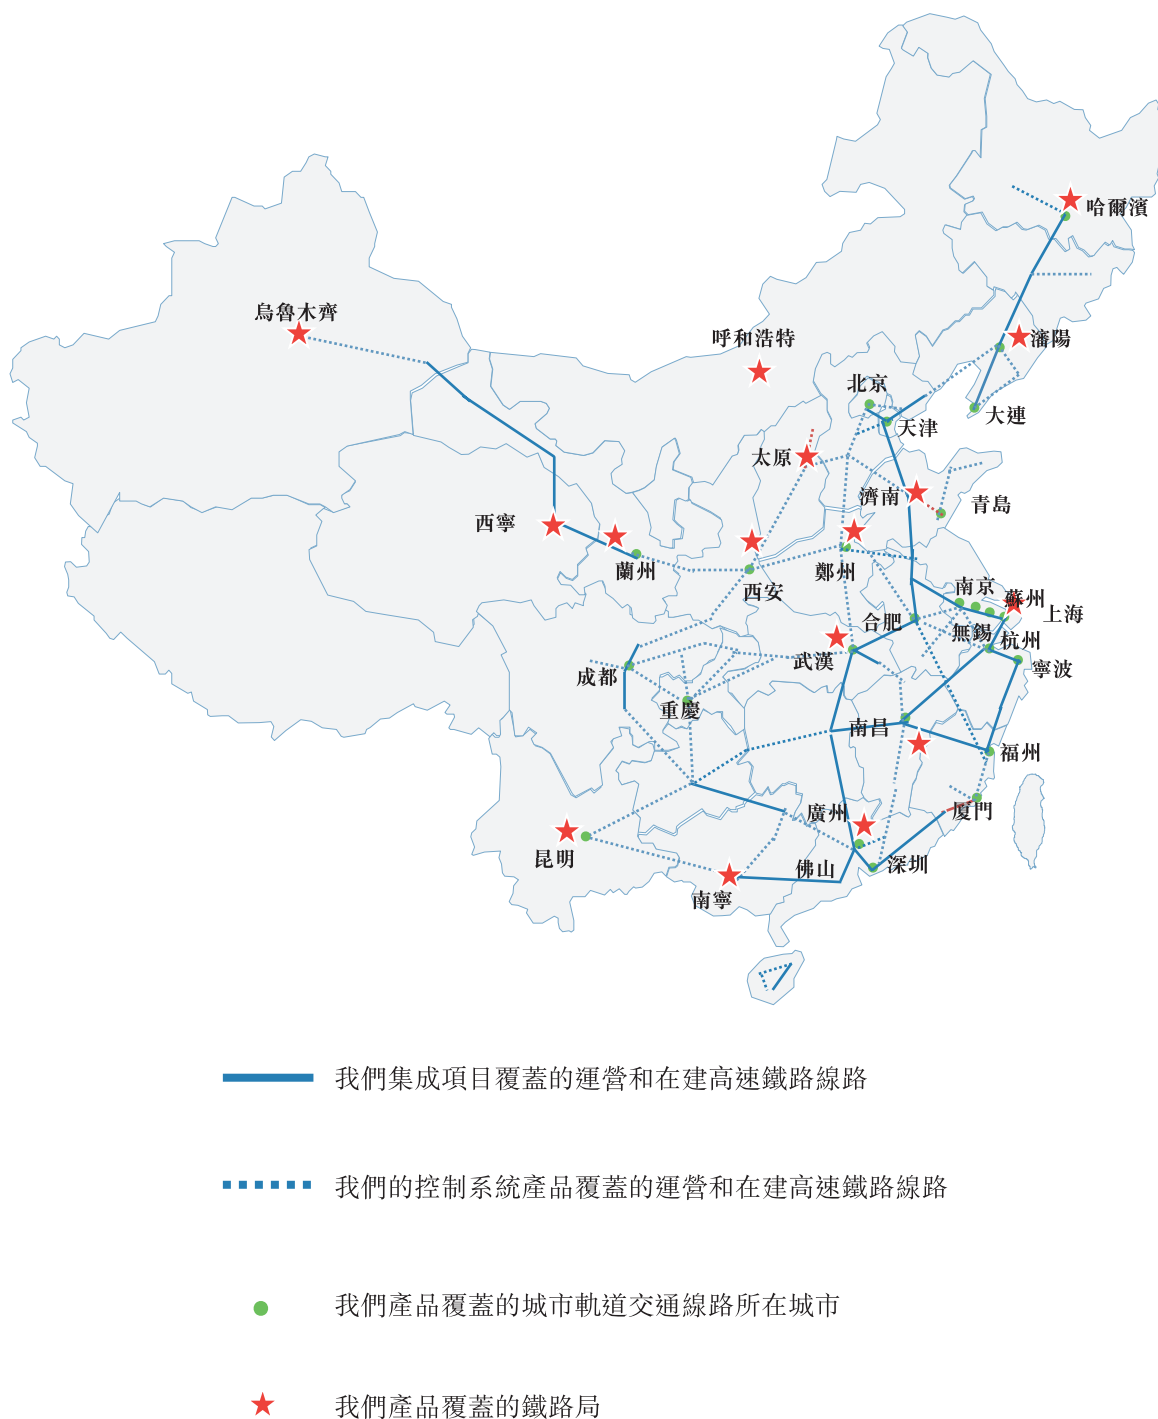 哈爾濱
烏魯木齊
呼和浩特
瀋陽
北京
大連
天津
太原
濟南
青島
西寧
蘭州
鄭州
西安
南京
蘇州
上海
合肥
無錫
杭州
武漢
寧波
成都
重慶
南昌
福州
廣州
厦門
昆明
佛山
深圳
南寧
我們集成項目覆蓋的運營和在建高速鐵路線路
我們的控制系統產品覆蓋的運營和在建高速鐵路線路
我們產品覆蓋的城市軌道交通線路所在城市
我們產品覆蓋的鐵路局